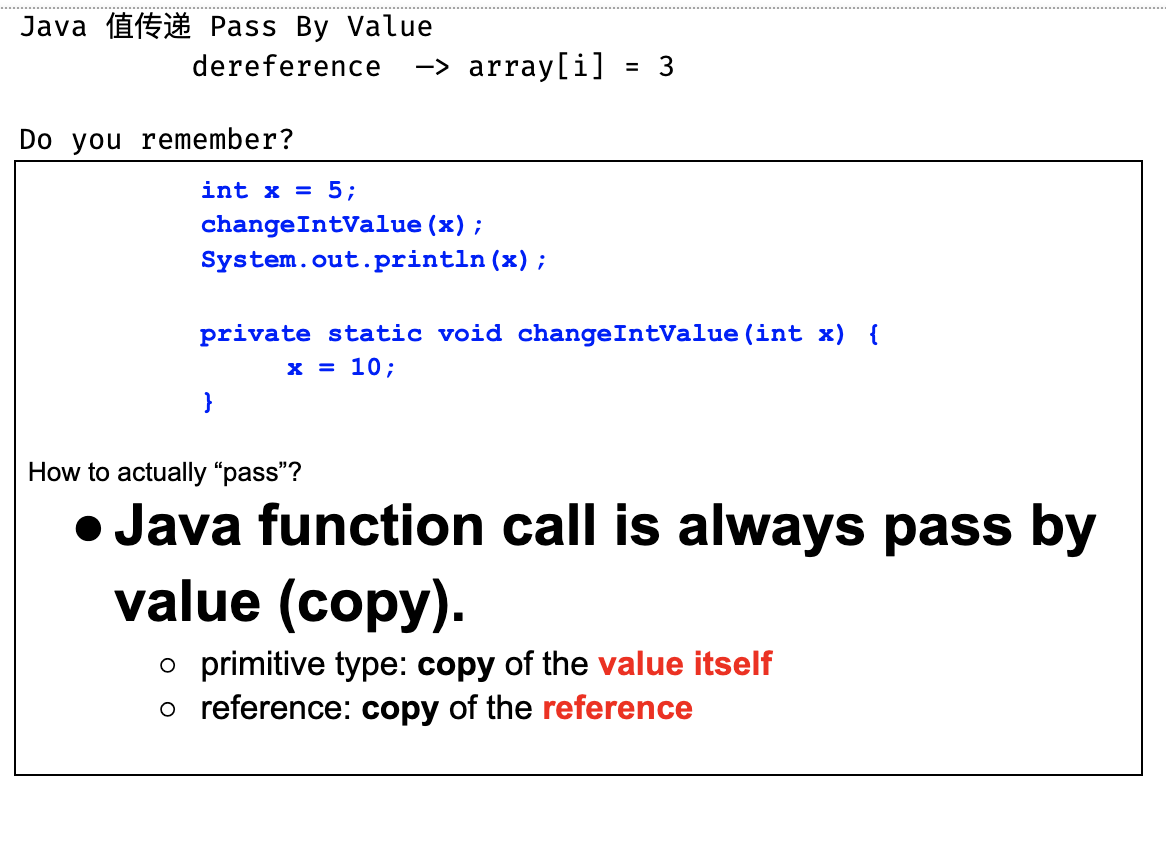 Java 值传递 Pass By Value
dereference —> array[i] = 3
Do you remember?
int x = 5;
changeIntValue(x);
System.out.println(x);
private static void changeIntValue(int x) {
x = 10;
}
How to actually “pass”?
● Java function call is always pass by
value (copy).
○ primitive type: copy of the value itself
○ reference: copy of the reference